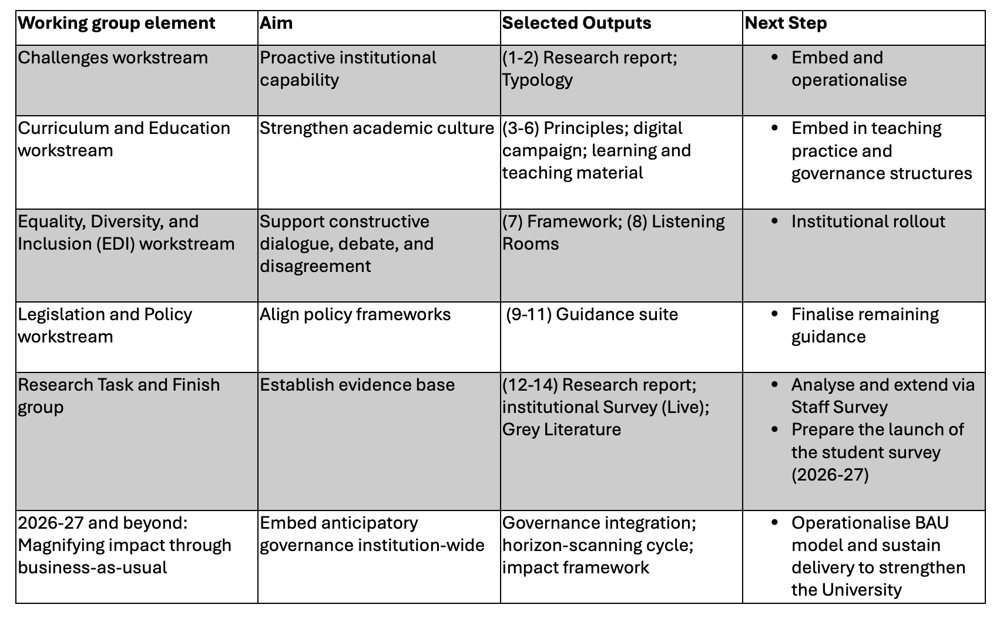 Working group element
Aim
Selected Outputs
Next Step
Challenges workstream
Proactive institutional
capability
(1-2) Research report;
Typology
• Embed and
operationalise
Curriculum and Education
workstream
Strengthen academic culture
(3-6) Principles; digital
campaign; learning and
teaching material
• Embed in teaching
practice and
governance structures
Equality, Diversity, and
Inclusion (EDI) workstream
Support constructive
dialogue, debate, and
disagreement
(7) Framework; (8) Listening
Rooms
• Institutional rollout
Legislation and Policy
workstream
Align policy frameworks
(9-11) Guidance suite
• Finalise remaining
guidance
Research Task and Finish
group
Establish evidence base
(12-14) Research report;
institutional Survey (Live);
Grey Literature
• Analyse and extend via
Staff Survey
• Prepare the launch of
the student survey
(2026-27)
2026-27 and beyond:
Magnifying impact through
business-as-usual
Embed anticipatory
governance institution-wide
Governance integration;
horizon-scanning cycle;
impact framework
• Operationalise BAU
model and sustain
delivery to strengthen
the University